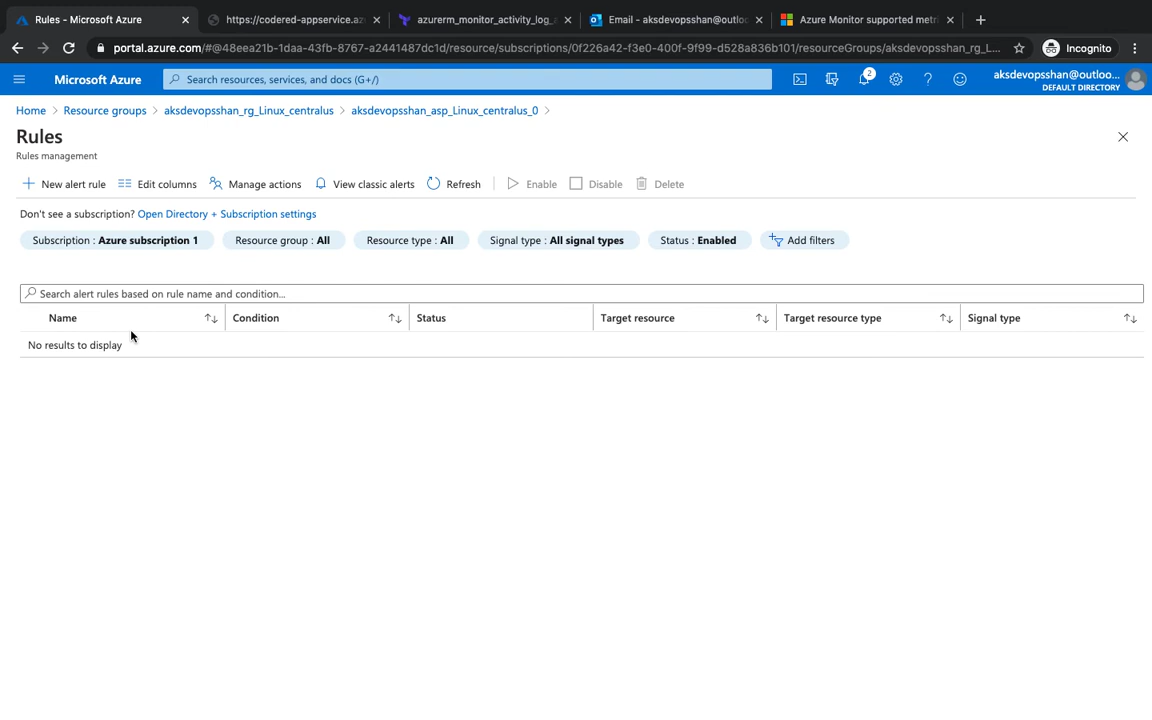 Rules - Microsoft Azure
https://codered-appservice.az
azurerm_monitor_activity_log_a
Email - aksdevopsshan@outloo
Azure Monitor supported metri
portal.azure.com/#@48eea21b-1daa-43fb-8767-a2441487dc1d/resource/subscriptions/0f226a42-f3e0-400f-9f99-d528a836b101/resourceGroups/aksdevopsshan_rg_L...
Incognito
Microsoft Azure
Search resources, services, and docs (G+/)
2
aksdevopsshan@outloo...
DEFAULT DIRECTORY
Home > Resource groups > aksdevopsshan_rg_Linux_centralus > aksdevopsshan_asp_Linux_centralus_0 >
Rules
Rules management
New alert rule Edit columns Manage actions View classic alerts Refresh Enable Disable Delete
Don't see a subscription? Open Directory + Subscription settings
Subscription : Azure subscription 1 Resource group : All Resource type : All Signal type : All signal types Status : Enabled Add filters
Search alert rules based on rule name and condition...
Name Condition Status Target resource Target resource type Signal type
No results to display